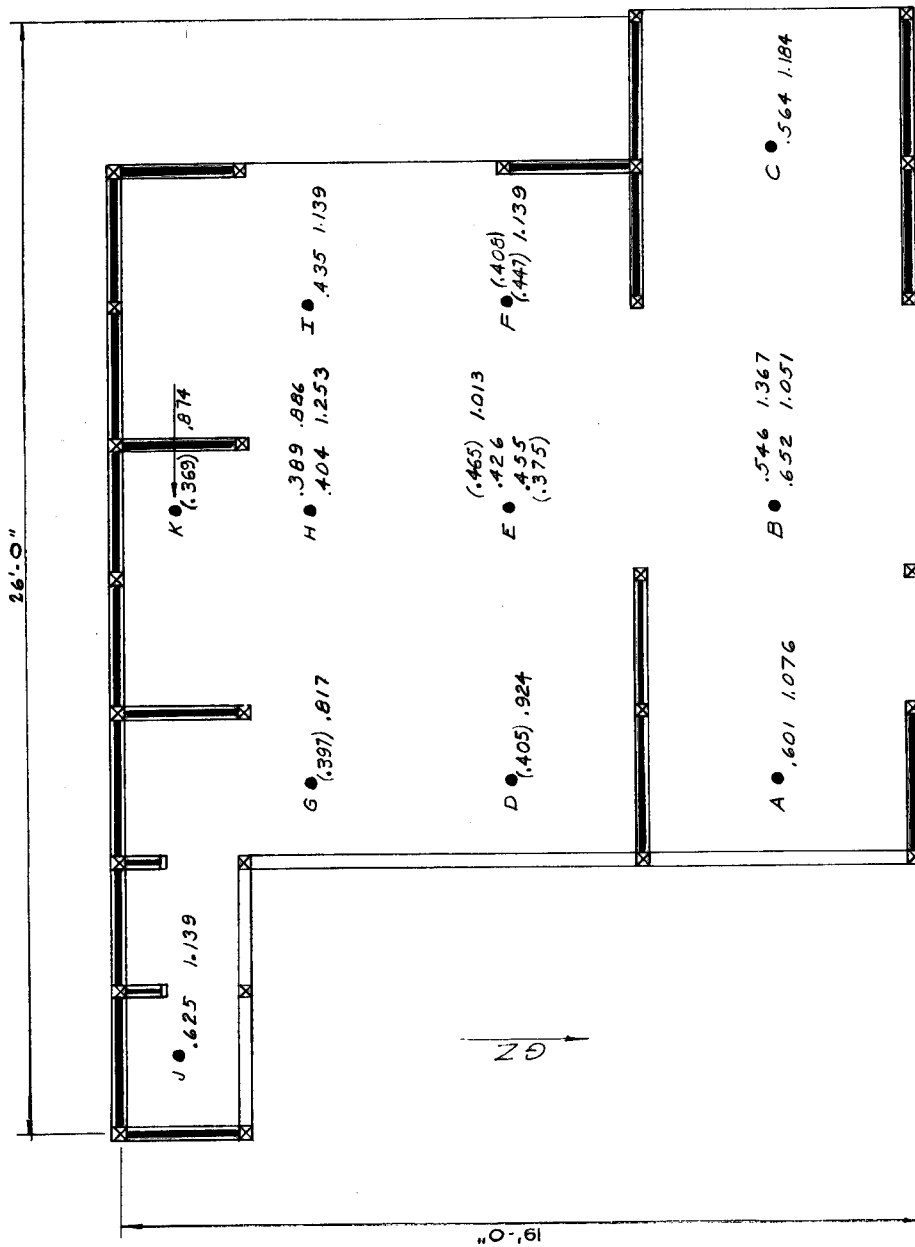 26'-0"
K
(.369) .874
I
.435 1.139
H
.389 .886
.404 1.253
G
(.397) .817
F
(.408)
(.447) 1.139
(.465) 1.013
.426
E
.455
(.375)
D
(.405) .924
C
.564 1.184
.546 1.367
B
.652 1.051
A
.601 1.076
J
.625 1.139
GZ
19'-0"